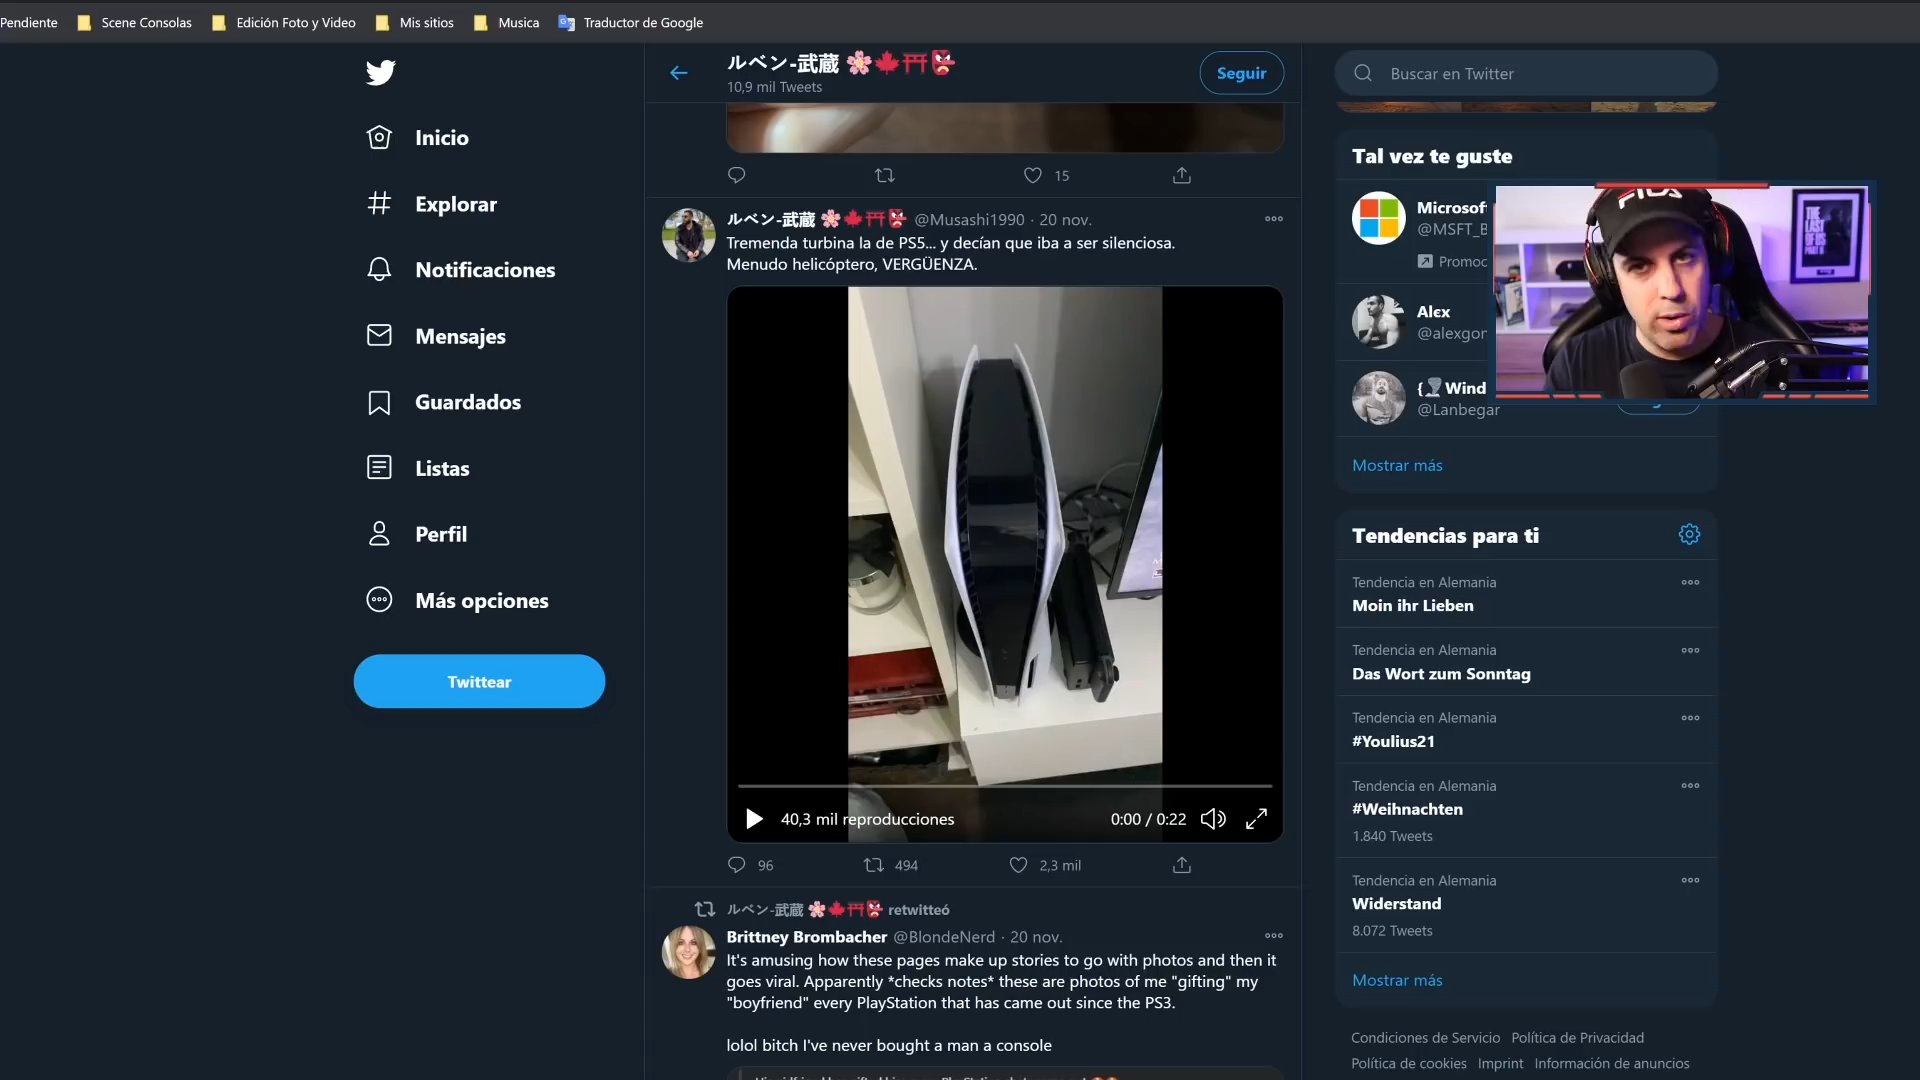 Pendiente
Scene Consolas
Edición Foto y Video
Mis sitios
Musica
Traductor de Google
Inicio
Explorar
Notificaciones
Mensajes
Guardados
Listas
Perfil
Más opciones
Twittear
ルベン-武蔵 🌸🍁⛩👺
10,9 mil Tweets
Seguir
15
ルベン-武蔵 🌸🍁⛩👺 @Musashi1990 · 20 nov.
Tremenda turbina la de PS5... y decían que iba a ser silenciosa.
Menudo helicóptero, VERGÜENZA.
40,3 mil reproducciones
0:00 / 0:22
96
494
2,3 mil
ルベン-武蔵 🌸🍁⛩👺 retwitteó
Brittney Brombacher @BlondeNerd · 20 nov.
It's amusing how these pages make up stories to go with photos and then it
goes viral. Apparently *checks notes* these are photos of me "gifting" my
"boyfriend" every PlayStation that has came out since the PS3.
lolol bitch I've never bought a man a console
Buscar en Twitter
Tal vez te guste
Microsof
@MSFT_B
Promoc
Alex
@alexgor
{ Wind
@Lanbegar
Mostrar más
FILA
THE
LAST
OF US
PART II
Tendencias para ti
Tendencia en Alemania
Moin ihr Lieben
Tendencia en Alemania
Das Wort zum Sonntag
Tendencia en Alemania
#Youlius21
Tendencia en Alemania
#Weihnachten
1.840 Tweets
Tendencia en Alemania
Widerstand
8.072 Tweets
Mostrar más
Condiciones de Servicio Política de Privacidad
Política de cookies Imprint Información de anuncios